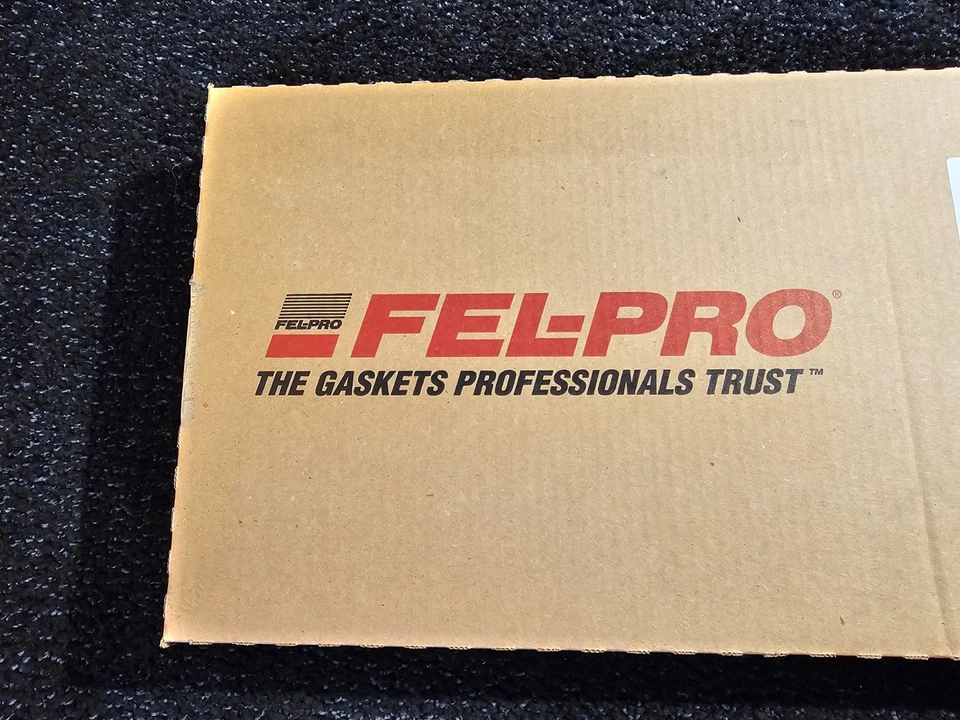 FEL-PRO
FEL-PRO®
THE GASKETS PROFESSIONALS TRUST™